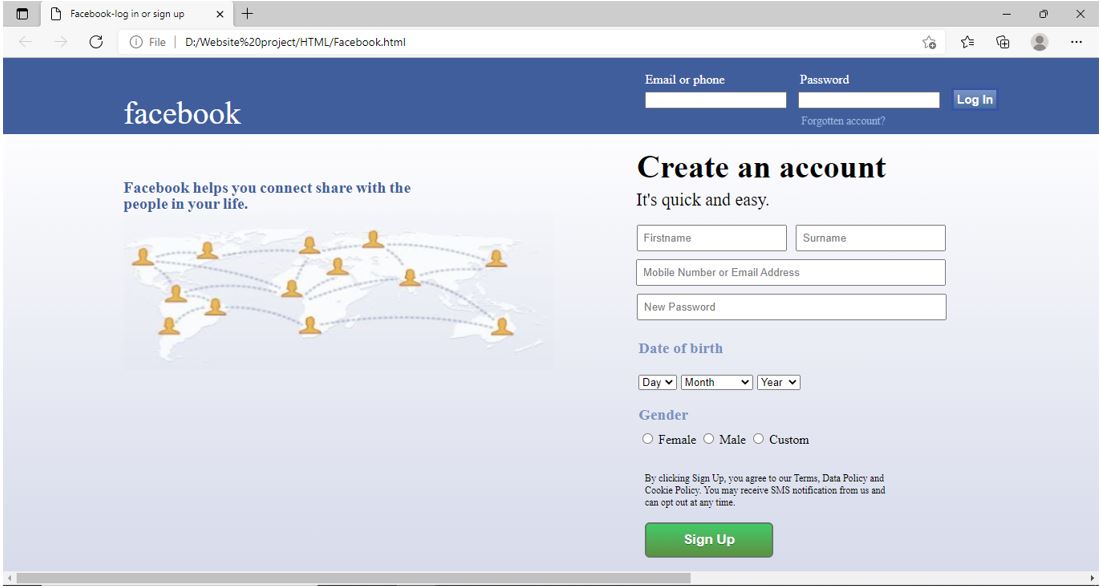 Facebook-log in or sign up
File | D:/Website%20project/HTML/Facebook.html
Email or phone Password
facebook
Log In
Forgotten account?
Facebook helps you connect share with the
people in your life.
Create an account
It's quick and easy.
Firstname Surname
Mobile Number or Email Address
New Password
Date of birth
Day Month Year
Gender
Female Male Custom
By clicking Sign Up, you agree to our Terms, Data Policy and
Cookie Policy. You may receive SMS notification from us and
can opt out at any time.
Sign Up